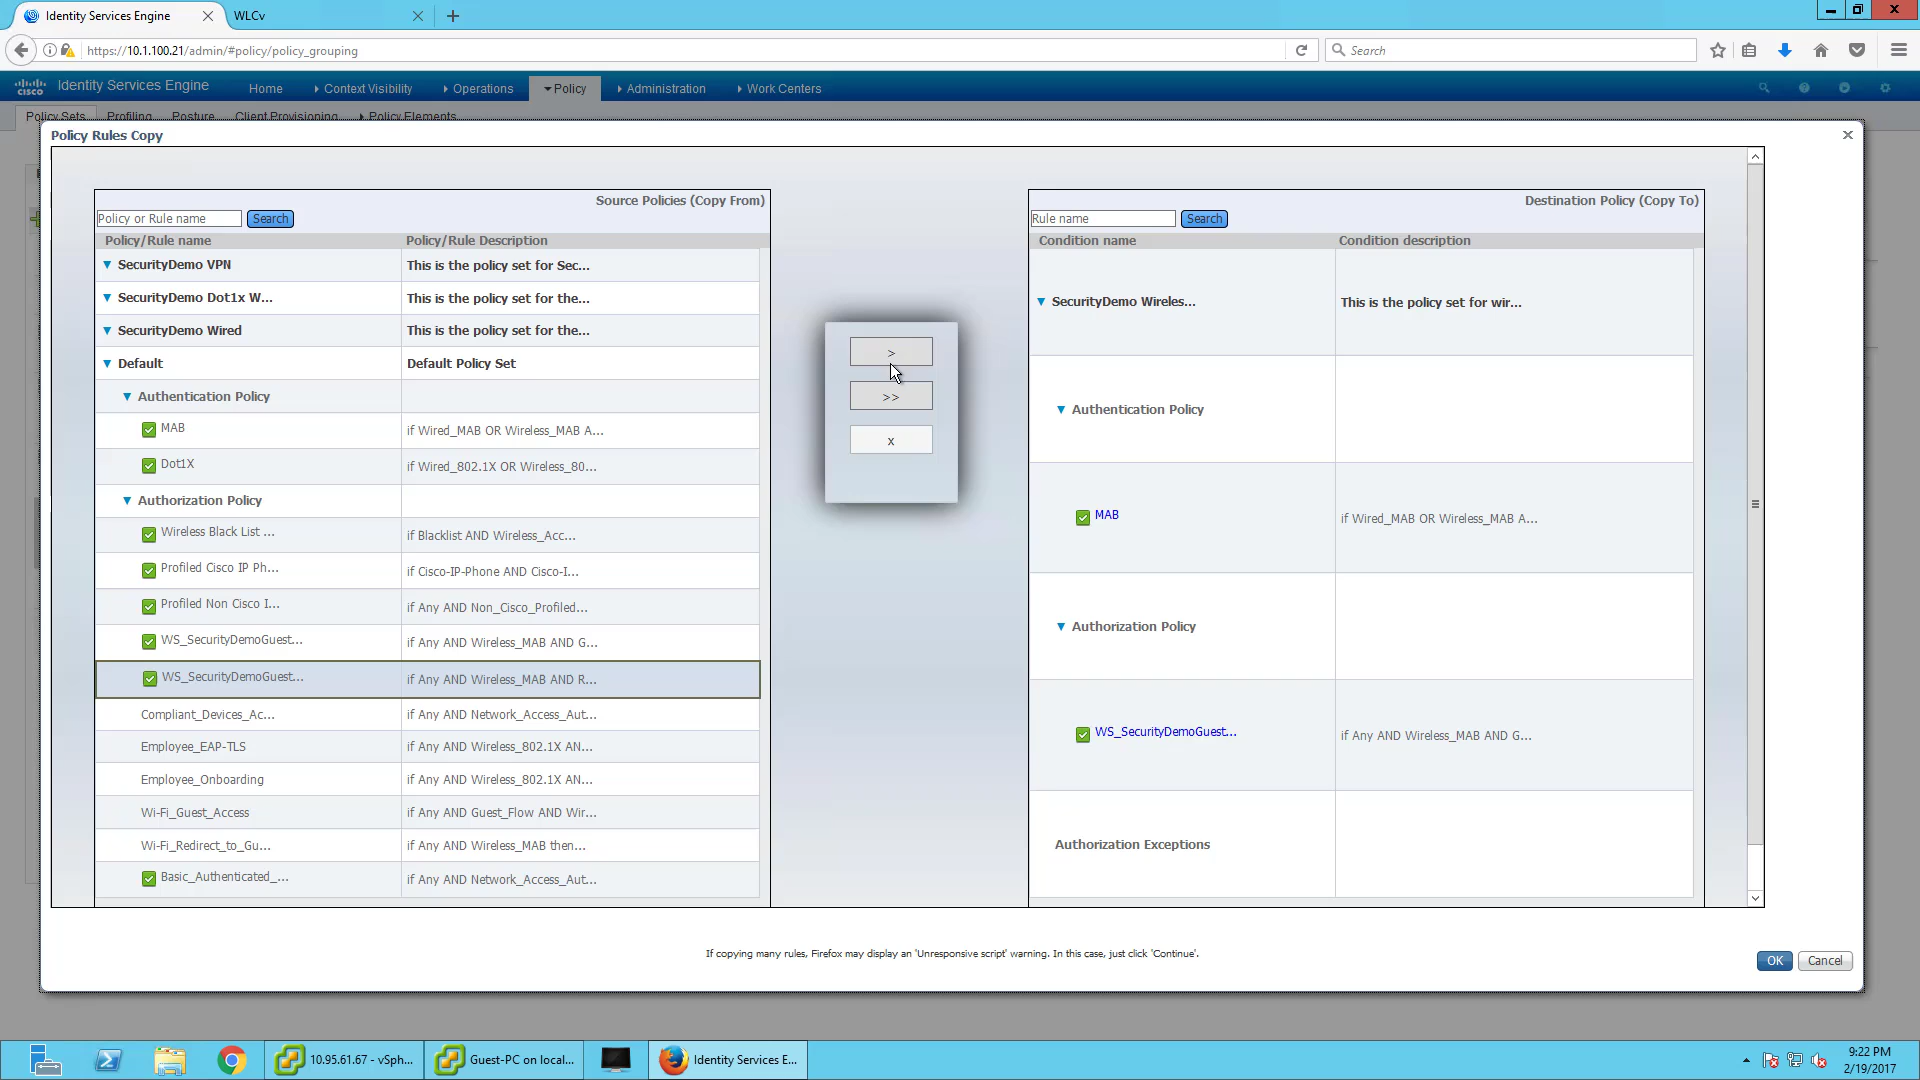 Identity Services Engine
WLCv
https://10.1.100.21/admin/#policy/policy_grouping
Search
cisco
Identity Services Engine
Home
Context Visibility
Operations
Policy
Administration
Work Centers
Policy Sets
Profiling
Posture
Client Provisioning
Policy Elements
Policy Rules Copy
Source Policies (Copy From)
Policy or Rule name
Search
Policy/Rule name Policy/Rule Description
SecurityDemo VPN This is the policy set for Sec...
SecurityDemo Dot1x W... This is the policy set for the...
SecurityDemo Wired This is the policy set for the...
Default Default Policy Set
Authentication Policy
MAB if Wired_MAB OR Wireless_MAB A...
Dot1X if Wired_802.1X OR Wireless_80...
Authorization Policy
Wireless Black List ... if Blacklist AND Wireless_Acc...
Profiled Cisco IP Ph... if Cisco-IP-Phone AND Cisco-I...
Profiled Non Cisco I... if Any AND Non_Cisco_Profiled...
WS_SecurityDemoGuest... if Any AND Wireless_MAB AND G...
WS_SecurityDemoGuest... if Any AND Wireless_MAB AND R...
Compliant_Devices_Ac... if Any AND Network_Access_Aut...
Employee_EAP-TLS if Any AND Wireless_802.1X AN...
Employee_Onboarding if Any AND Wireless_802.1X AN...
Wi-Fi_Guest_Access if Any AND Guest_Flow AND Wir...
Wi-Fi_Redirect_to_Gu... if Any AND Wireless_MAB then...
Basic_Authenticated_... if Any AND Network_Access_Aut...
>
>>
x
Destination Policy (Copy To)
Rule name
Search
Condition name Condition description
SecurityDemo Wireles... This is the policy set for wir...
Authentication Policy
MAB if Wired_MAB OR Wireless_MAB A...
Authorization Policy
WS_SecurityDemoGuest... if Any AND Wireless_MAB AND G...
Authorization Exceptions
If copying many rules, Firefox may display an 'Unresponsive script' warning. In this case, just click 'Continue'.
OK
Cancel
10.95.61.67 - vSph...
Guest-PC on local...
Identity Services E...
9:22 PM
2/19/2017